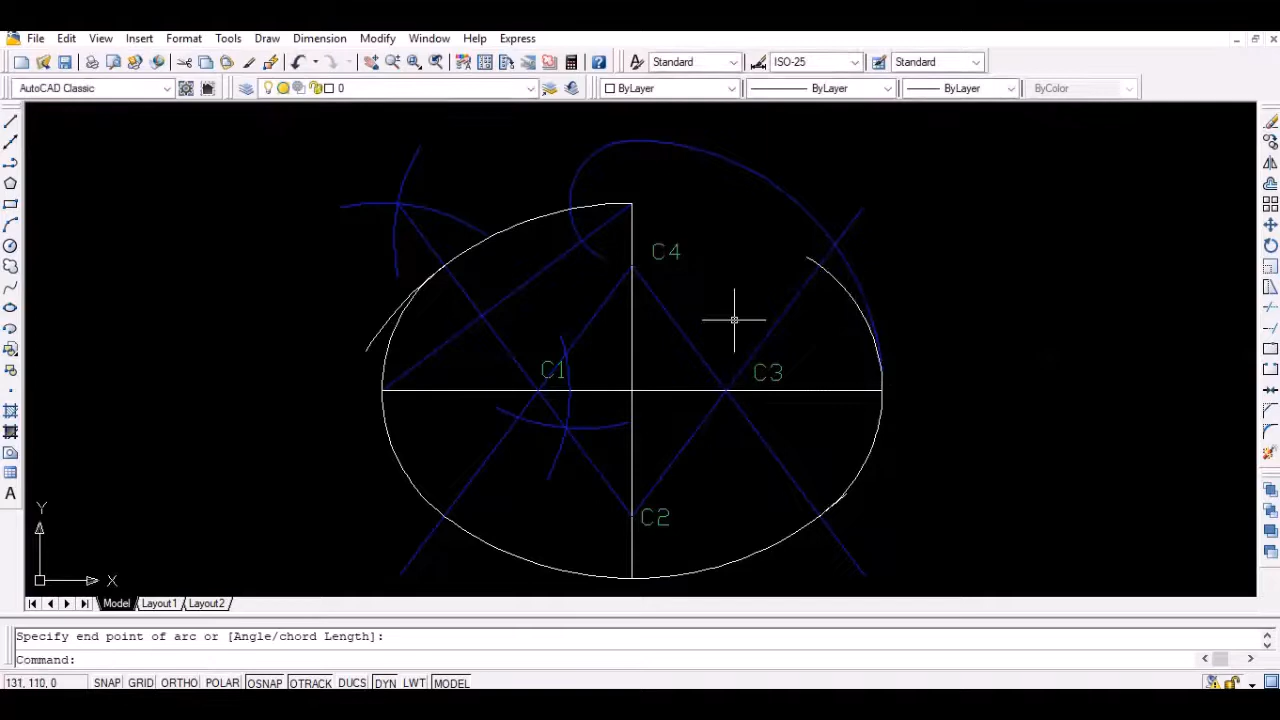 File Edit View Insert Format Tools Draw Dimension Modify Window Help Express
Standard ISO-25 Standard
AutoCAD Classic 0 ByLayer ByLayer ByLayer ByColor
C4
C1 C3
C2
A
Y
X
Model Layout1 Layout2
Specify end point of arc or [Angle/chord Length]:
Command:
131, 110, 0 SNAP GRID ORTHO POLAR OSNAP OTRACK DUCS DYN LWT MODEL